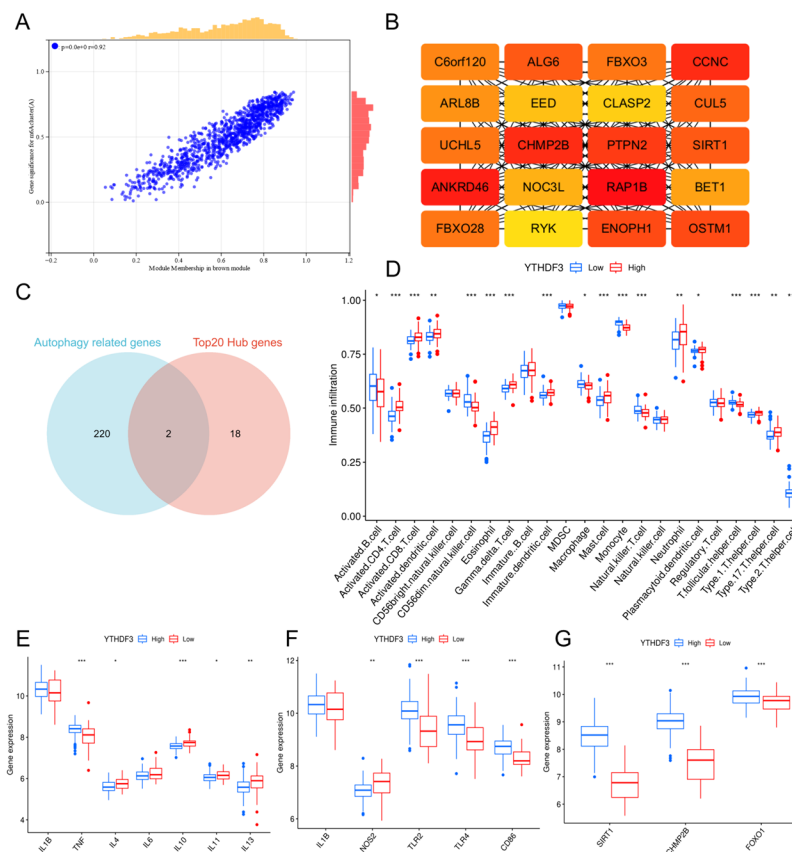 A
p=0.0e+0 r=0.92
1.0
0.5
0.0
Gene significance for m6Acluster(A)
−0.2
0.0
0.2
0.4
0.6
0.8
1.0
1.2
Module Membership in brown module
B
C6orf120
ALG6
FBXO3
CCNC
ARL8B
EED
CLASP2
CUL5
UCHL5
CHMP2B
PTPN2
SIRT1
ANKRD46
NOC3L
RAP1B
BET1
FBXO28
RYK
ENOPH1
OSTM1
C
Autophagy related genes
Top20 Hub genes
220
2
18
D
YTHDF3
Low
High
* *** *** ** *** *** *** *** * *** *** *** ** * *** *** **
1.00
0.75
0.50
0.25
0.00
Immune infiltration
Activated.B.cell
Activated.CD4.T.cell
Activated.CD8.T.cell
Activated.dendritic.cell
CD56bright.natural.killer.cell
CD56dim.natural.killer.cell
Eosinophil
Gamma.delta.T.cell
Immature..B.cell
Immature.dendritic.cell
MDSC
Macrophage
Mast.cell
Monocyte
Natural.killer.T.cell
Natural.killer.cell
Neutrophil
Plasmacytoid.dendritic.cell
Regulatory.T.cell
T.follicular.helper.cell
Type.1.T.helper.cell
Type.17.T.helper.cell
Type.2.T.helper.cell
E
YTHDF3
High
Low
*** * *** * **
10
8
6
4
Gene expression
IL1B
TNF
IL4
IL6
IL10
IL11
IL13
F
YTHDF3
High
Low
** *** *** ***
12
10
8
6
Gene expression
IL1B
NOS2
TLR2
TLR4
CD86
G
YTHDF3
High
Low
*** *** ***
11
10
9
8
7
6
Gene expression
SIRT1
CHMP2B
FOXO1